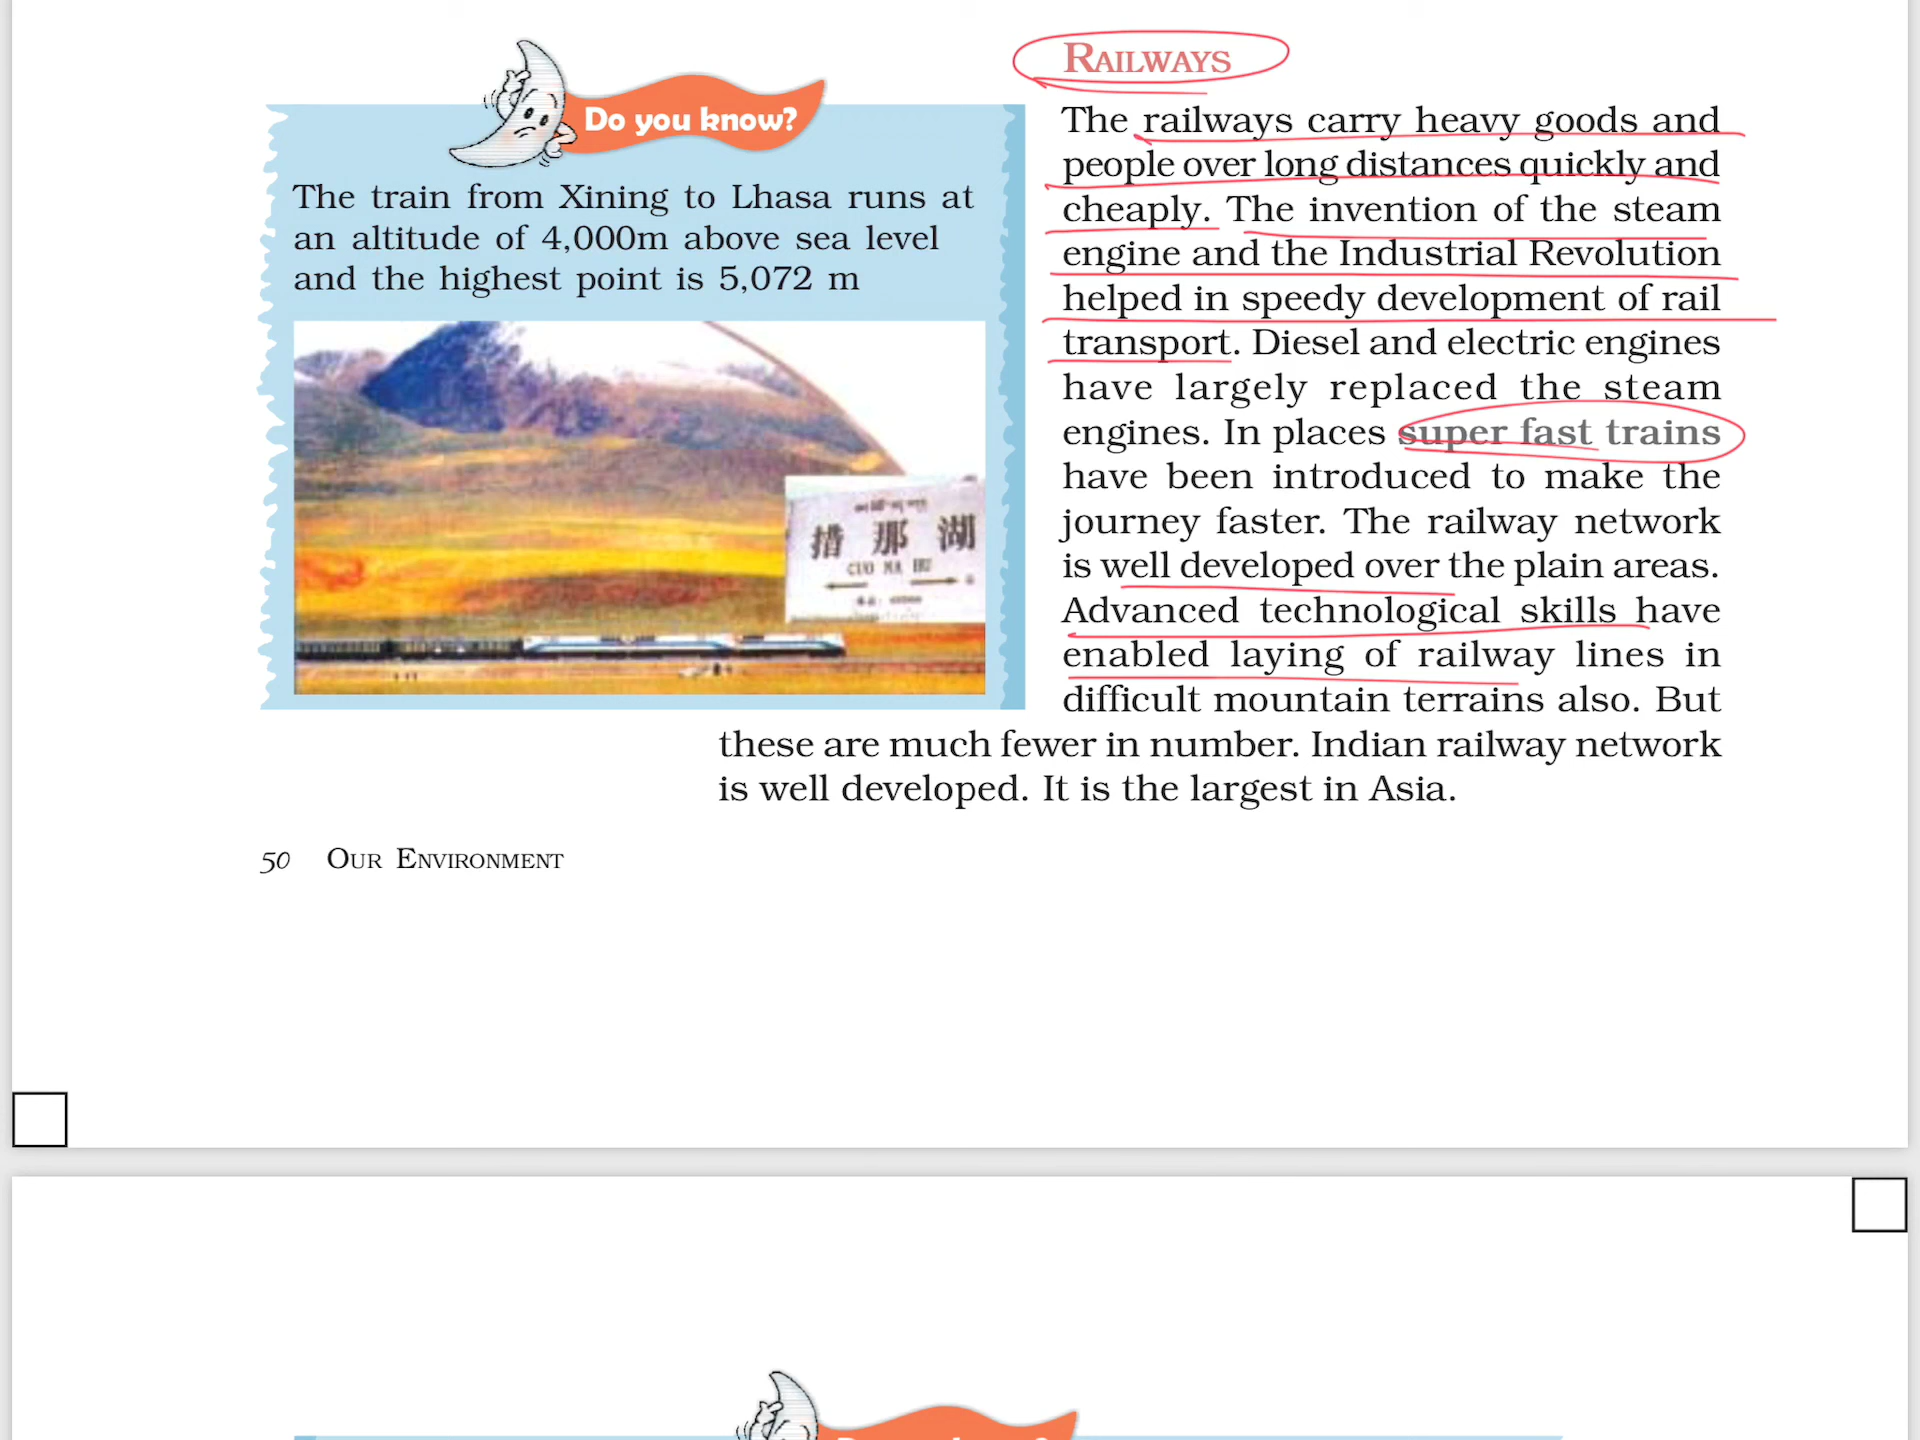 Do you know?
The train from Xining to Lhasa runs at
an altitude of 4,000m above sea level
and the highest point is 5,072 m
措 那 湖
CUO NA HU
RAILWAYS
The railways carry heavy goods and
people over long distances quickly and
cheaply. The invention of the steam
engine and the Industrial Revolution
helped in speedy development of rail
transport. Diesel and electric engines
have largely replaced the steam
engines. In places super fast trains
have been introduced to make the
journey faster. The railway network
is well developed over the plain areas.
Advanced technological skills have
enabled laying of railway lines in
difficult mountain terrains also. But
these are much fewer in number. Indian railway network
is well developed. It is the largest in Asia.
50 OUR ENVIRONMENT